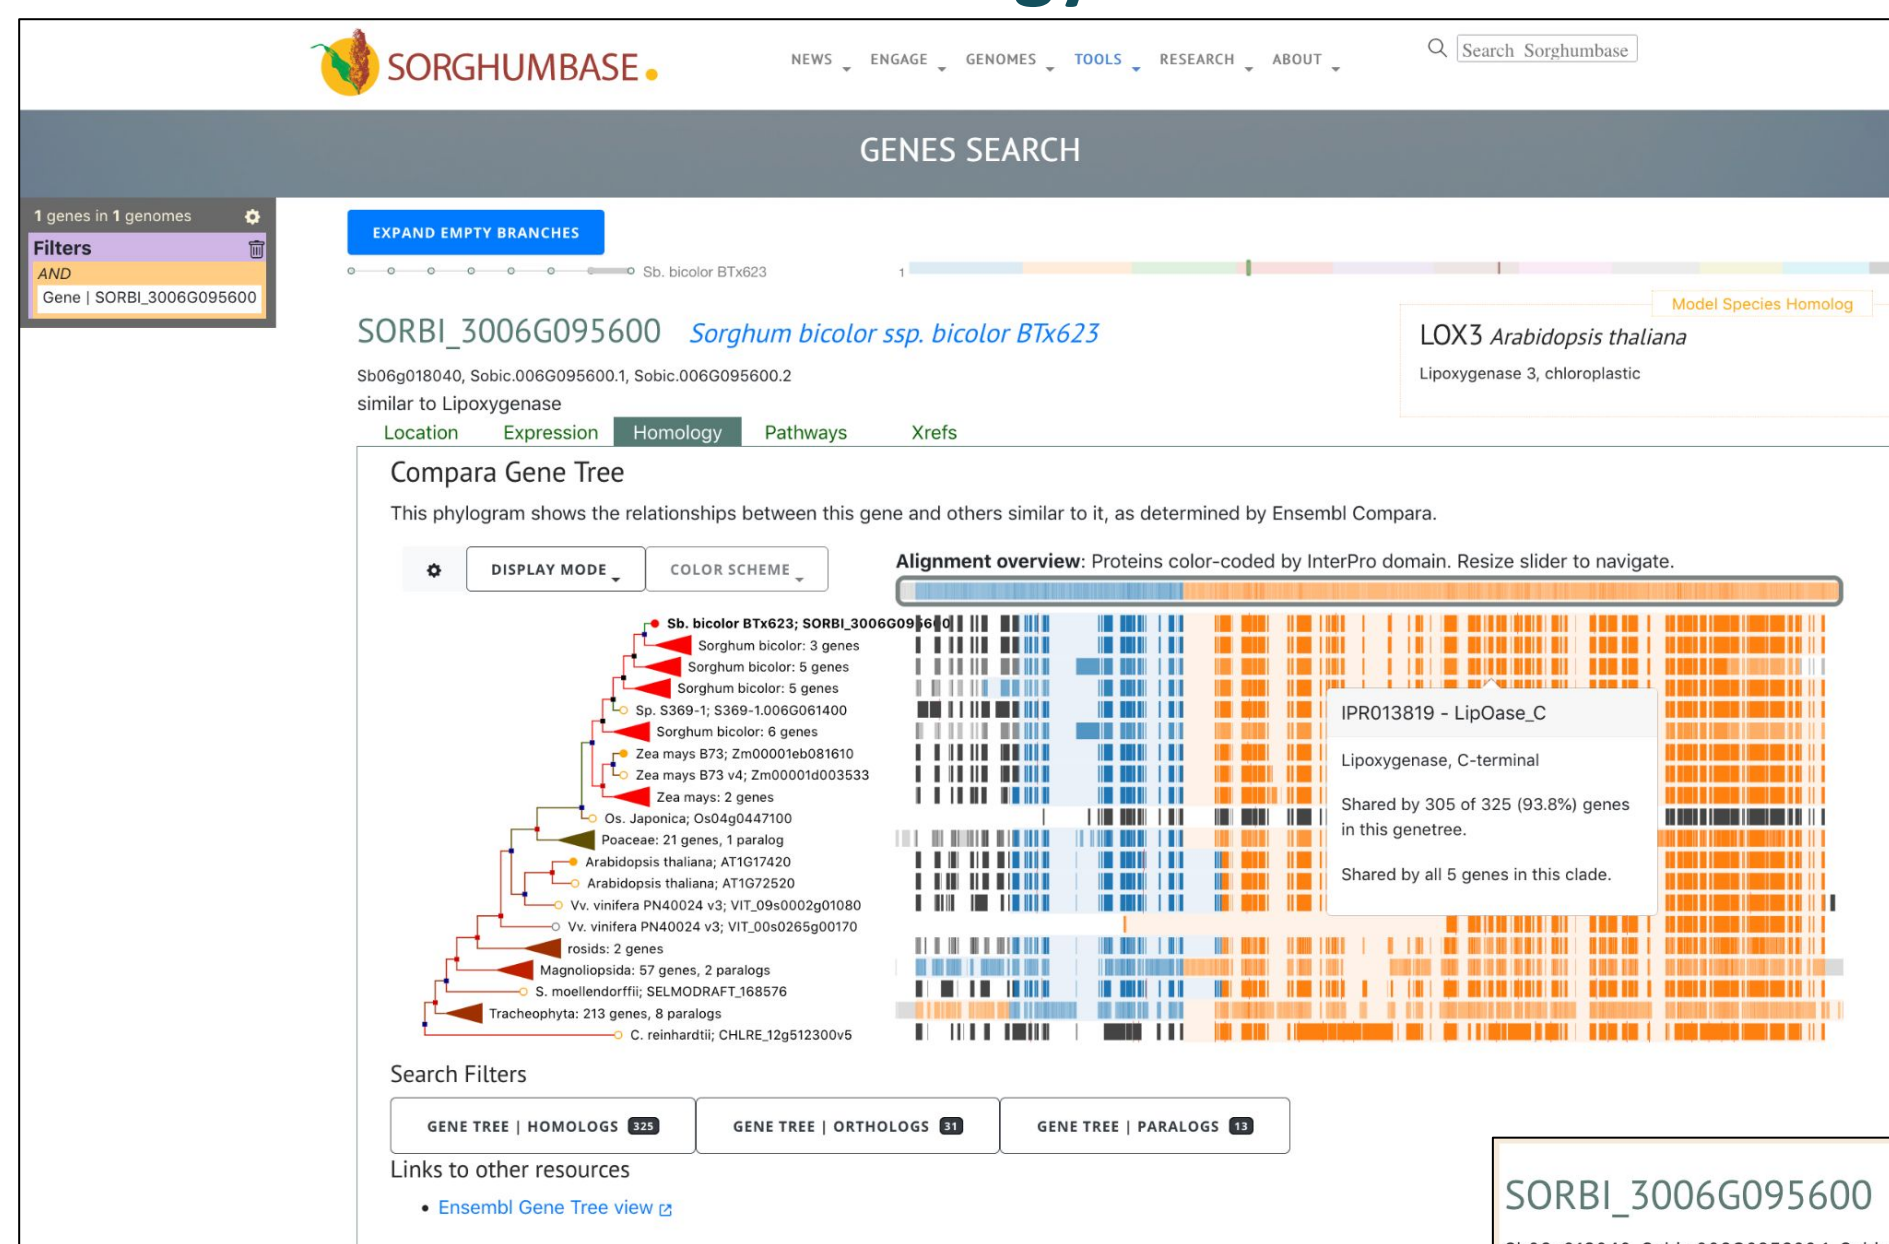 SORGHUMBASE
NEWS ENGAGE GENOMES TOOLS RESEARCH ABOUT
Search Sorghumbase
GENES SEARCH
1 genes in 1 genomes
Filters
AND
Gene | SORBI_3006G095600
EXPAND EMPTY BRANCHES
Sb. bicolor BTx623
1
Model Species Homolog
SORBI_3006G095600 Sorghum bicolor ssp. bicolor BTx623
LOX3 Arabidopsis thaliana
Sb06g018040, Sobic.006G095600.1, Sobic.006G095600.2
Lipoxygenase 3, chloroplastic
similar to Lipoxygenase
Location Expression Homology Pathways Xrefs
Compara Gene Tree
This phylogram shows the relationships between this gene and others similar to it, as determined by Ensembl Compara.
DISPLAY MODE COLOR SCHEME
Alignment overview: Proteins color-coded by InterPro domain. Resize slider to navigate.
Sb. bicolor BTx623; SORBI_3006G095600
Sorghum bicolor: 3 genes
Sorghum bicolor: 5 genes
Sorghum bicolor: 5 genes
Sp. S369-1; S369-1.006G061400
Sorghum bicolor: 6 genes
Zea mays B73; Zm00001eb081610
Zea mays B73 v4; Zm00001d003533
Zea mays: 2 genes
Os. Japonica; Os04g0447100
Poaceae: 21 genes, 1 paralog
Arabidopsis thaliana; AT1G17420
Arabidopsis thaliana; AT1G72520
Vv. vinifera PN40024 v3; VIT_09s0002g01080
Vv. vinifera PN40024 v3; VIT_00s0265g00170
rosids: 2 genes
Magnoliopsida: 57 genes, 2 paralogs
S. moellendorffii; SELMODRAFT_168576
Tracheophyta: 213 genes, 8 paralogs
C. reinhardtii; CHLRE_12g512300v5
IPR013819 - LipOase_C
Lipoxygenase, C-terminal
Shared by 305 of 325 (93.8%) genes
in this genetree.
Shared by all 5 genes in this clade.
Search Filters
GENE TREE | HOMOLOGS 325
GENE TREE | ORTHOLOGS 31
GENE TREE | PARALOGS 13
Links to other resources
Ensembl Gene Tree view
SORBI_3006G095600